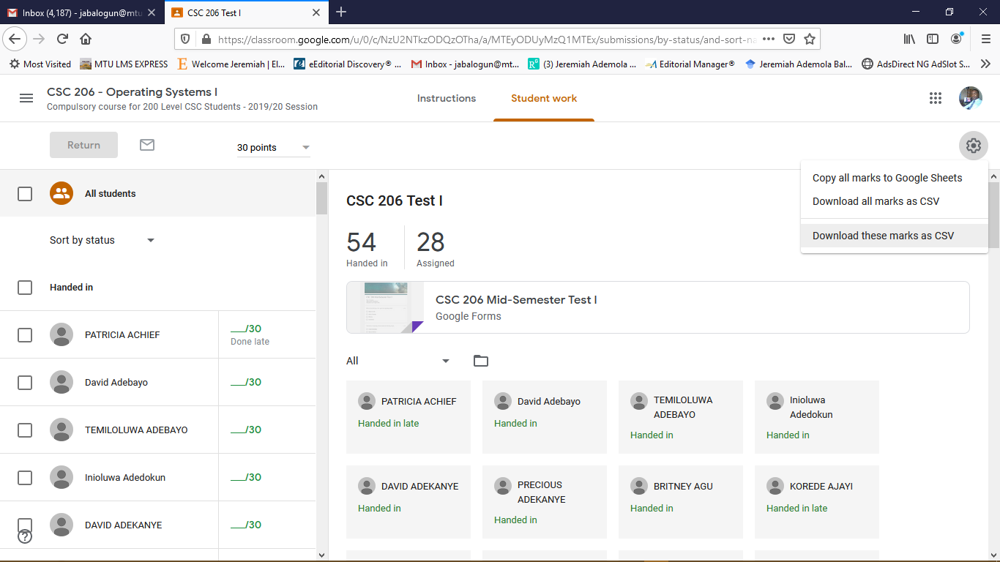 Inbox (4,187) - jabalogun@mtu
CSC 206 Test I
https://classroom.google.com/u/0/c/NzU2NTkzODQzOTha/a/MTEyODUyMzQ1MTEx/submissions/by-status/and-sort-na
Most Visited
MTU LMS EXPRESS
Welcome Jeremiah | El...
eEditorial Discovery® ...
Inbox - jabalogun@mt...
(3) Jeremiah Ademola ...
Editorial Manager®
Jeremiah Ademola Bal...
AdsDirect NG AdSlot S...
CSC 206 - Operating Systems I
Compulsory course for 200 Level CSC Students - 2019/20 Session
Instructions
Student work
Return
30 points
Copy all marks to Google Sheets
Download all marks as CSV
Download these marks as CSV
All students
Sort by status
Handed in
PATRICIA ACHIEF
___/30
Done late
David Adebayo
___/30
TEMILOLUWA ADEBAYO
___/30
Inioluwa Adedokun
___/30
DAVID ADEKANYE
___/30
CSC 206 Test I
54
Handed in
28
Assigned
CSC 206 Mid-Semester Test I
Google Forms
All
PATRICIA ACHIEF
Handed in late
David Adebayo
Handed in
TEMILOLUWA
ADEBAYO
Handed in
Inioluwa
Adedokun
Handed in
DAVID ADEKANYE
Handed in
PRECIOUS
ADEKANYE
Handed in
BRITNEY AGU
Handed in
KOREDE AJAYI
Handed in late